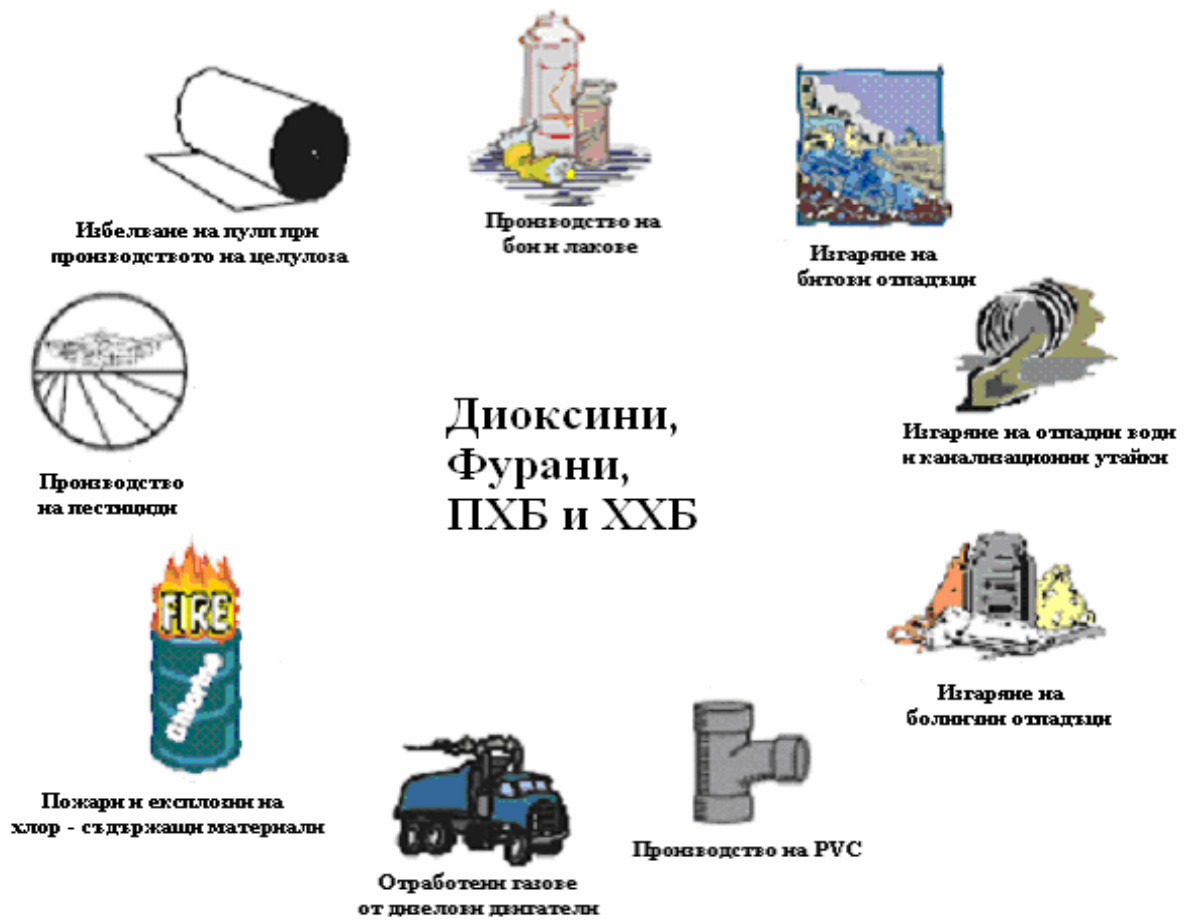 Избелване на пулп при
производството на целулоза
Производство на
бои и лакове
Изгаряне на
битови отпадъци
Изгаряне на отпадни води
и канализационни утайки
Производство
на пестициди
Диоксини,
Фурани,
ПХБ и ХХБ
FIRE
Chlorine
Пожари и експлозии на
хлор - съдържащи материали
Изгаряне на
болнични отпадъци
Производство на PVC
Отработени газове
от дизелови двигатели